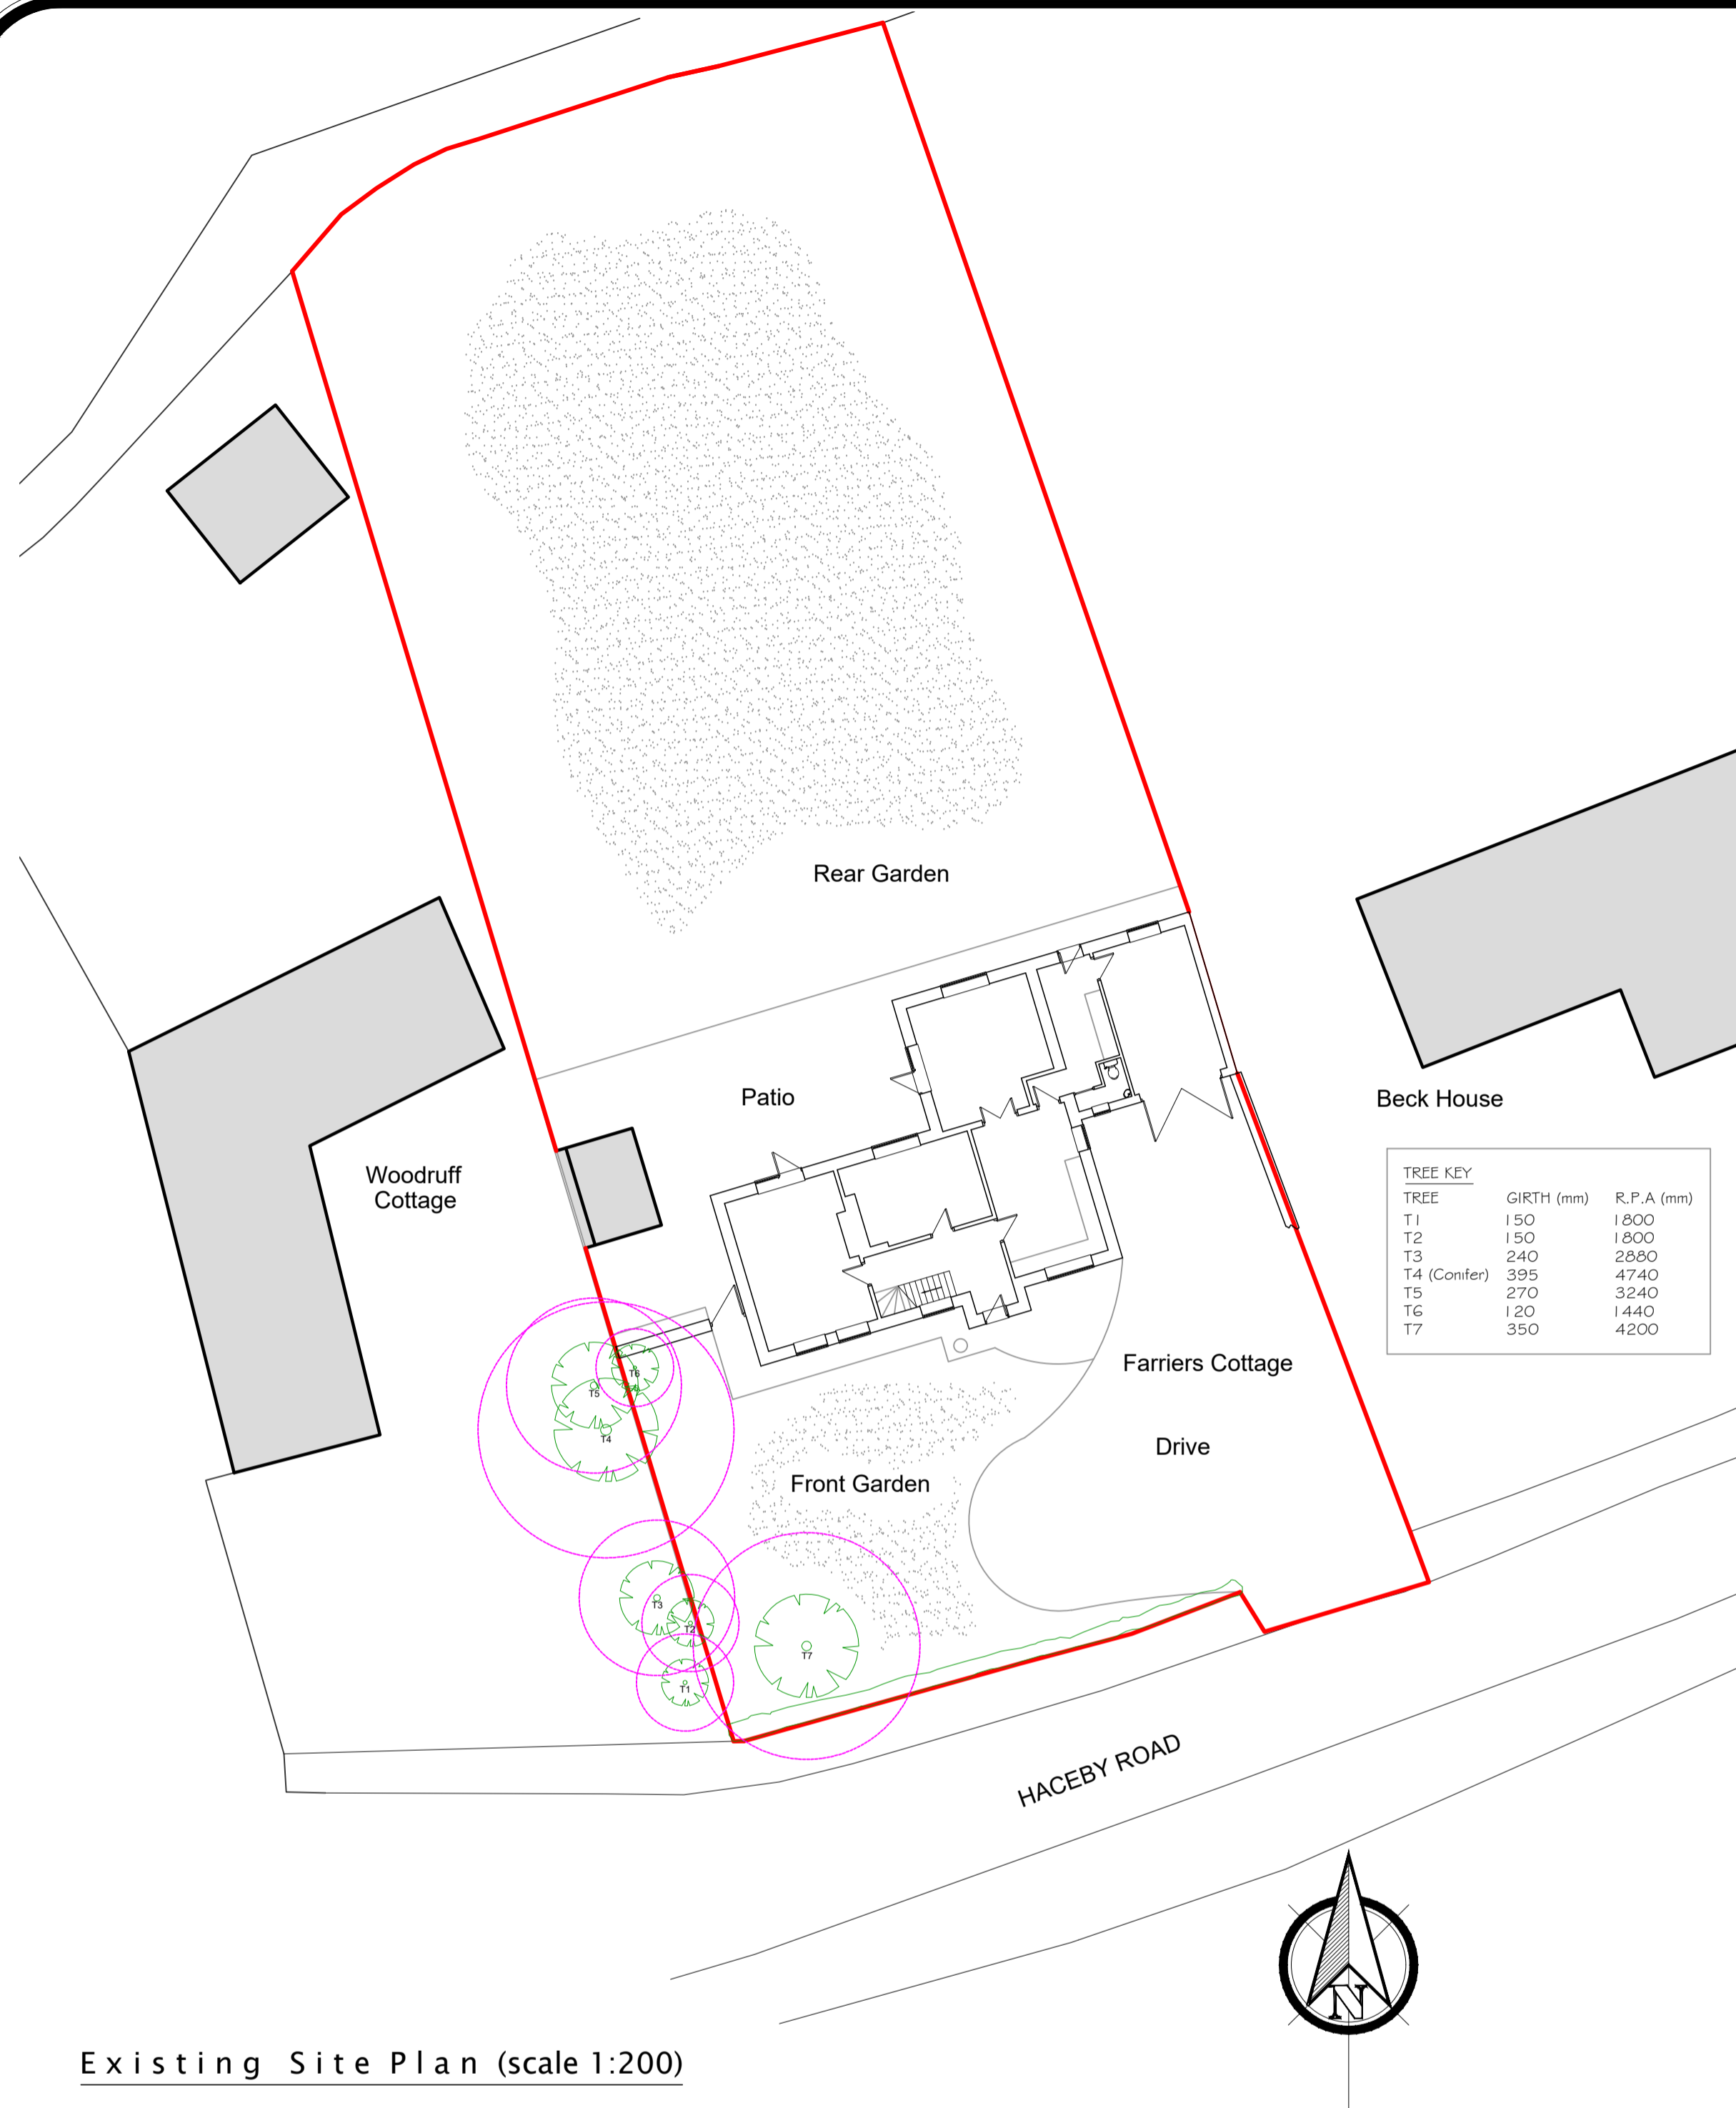 Rear Garden
Patio
Beck House
Woodruff
Cottage
TREE KEY
TREE GIRTH (mm) R.P.A (mm)
T1 150 1800
T2 150 1800
T3 240 2880
T4 (Conifer) 395 4740
T5 270 3240
T6 120 1440
T7 350 4200
Farriers Cottage
T6
T5
T4
Drive
Front Garden
T3
T2
T7
T1
HACEBY ROAD
N
Existing Site Plan (scale 1:200)